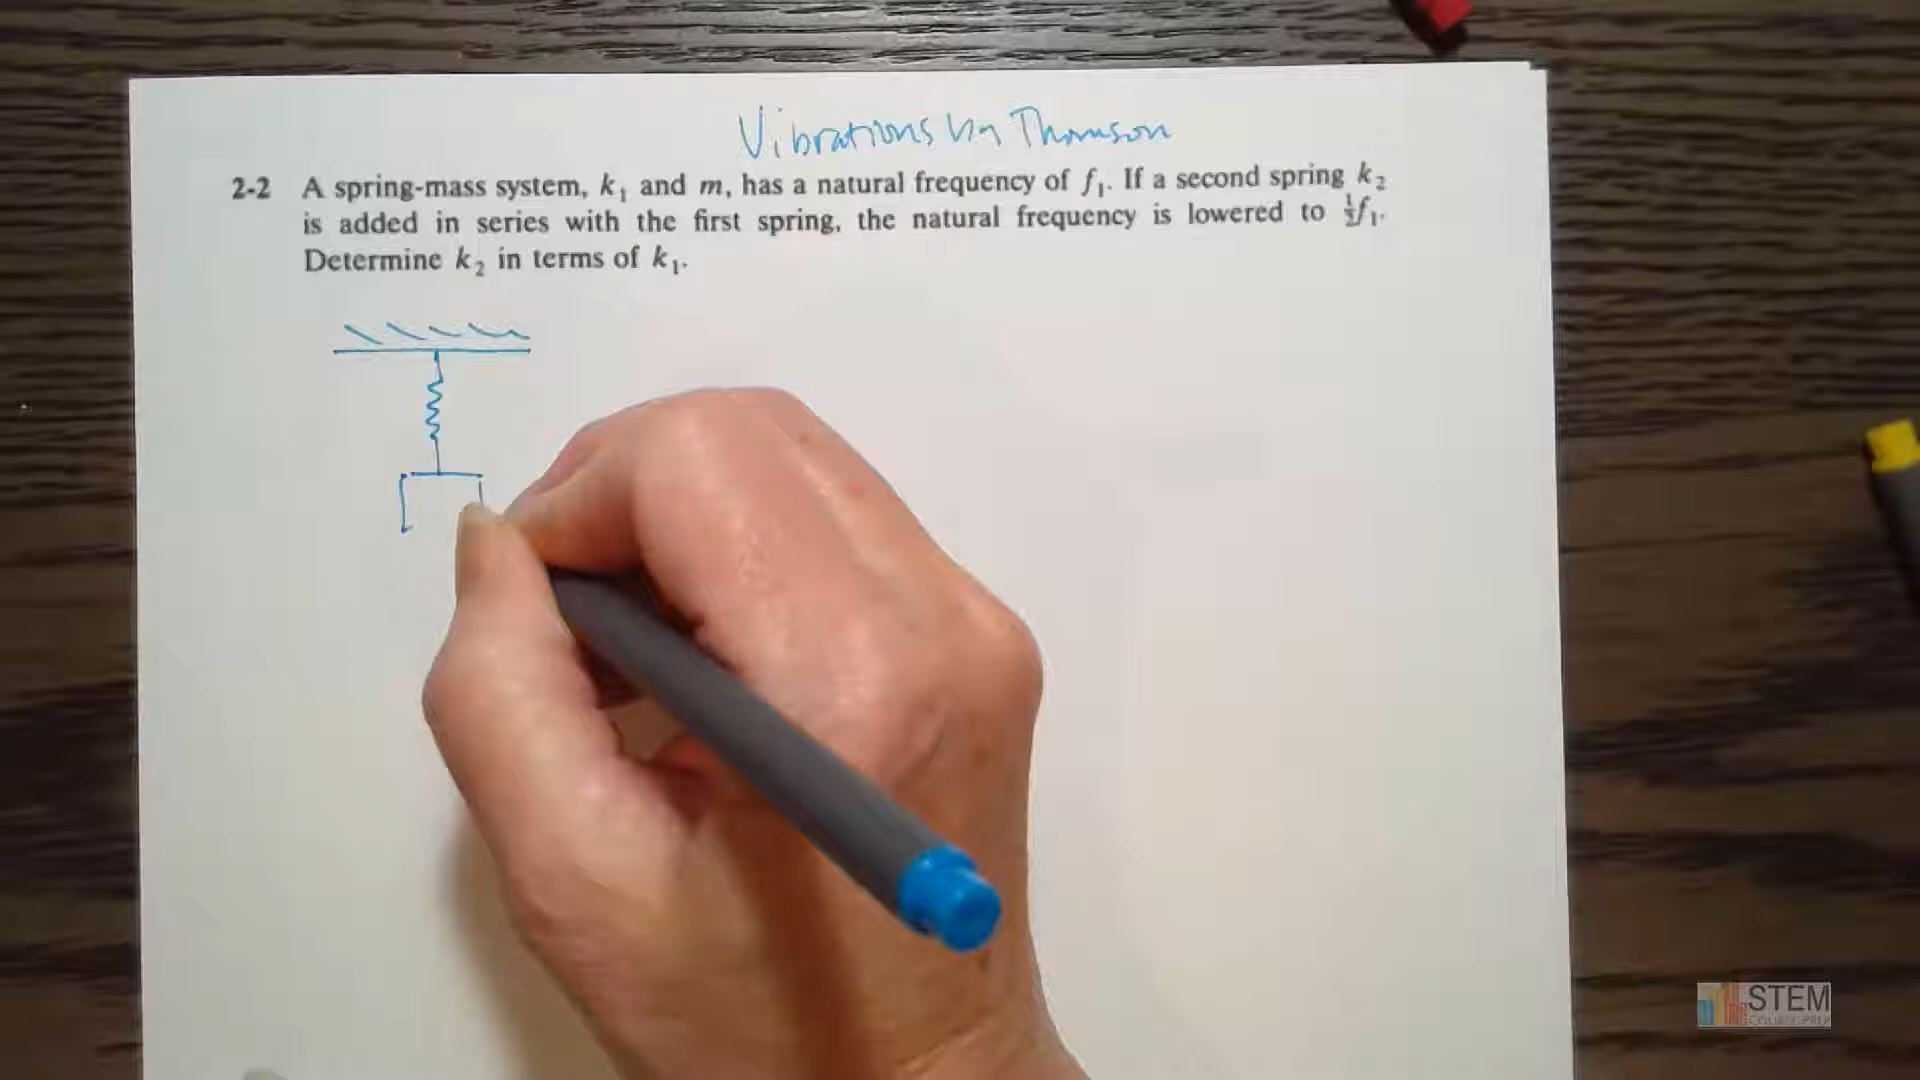 Vibrations by Thomson
2-2 A spring-mass system, k₁ and m, has a natural frequency of f₁. If a second spring k₂
is added in series with the first spring, the natural frequency is lowered to ½f₁.
Determine k₂ in terms of k₁.
STEM
COURSE PREP